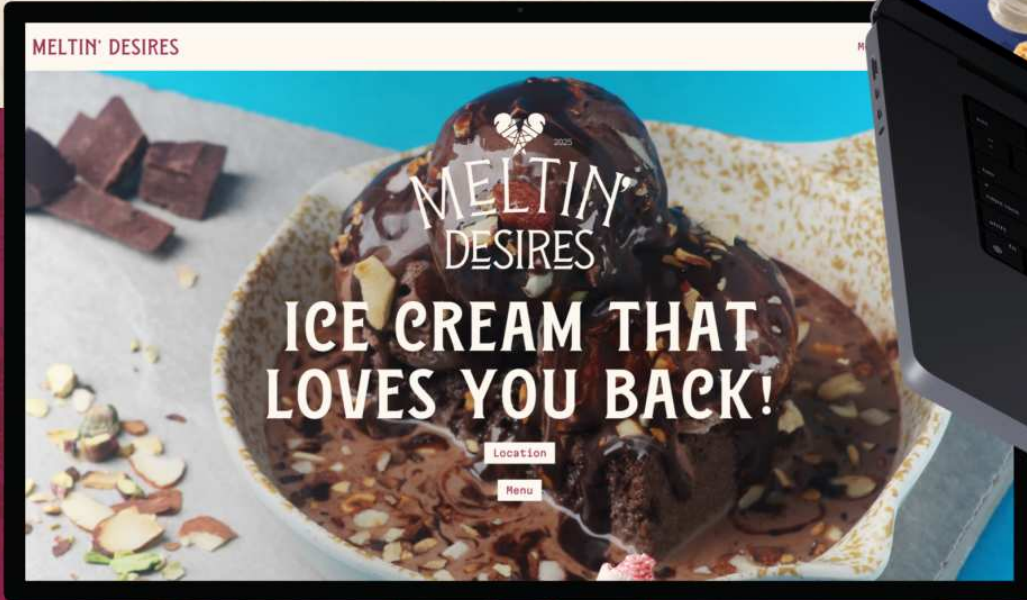 MELTIN' DESIRES
2025
MELTIN'
DESIRES
ICE CREAM THAT
LOVES YOU BACK!
Location
Menu